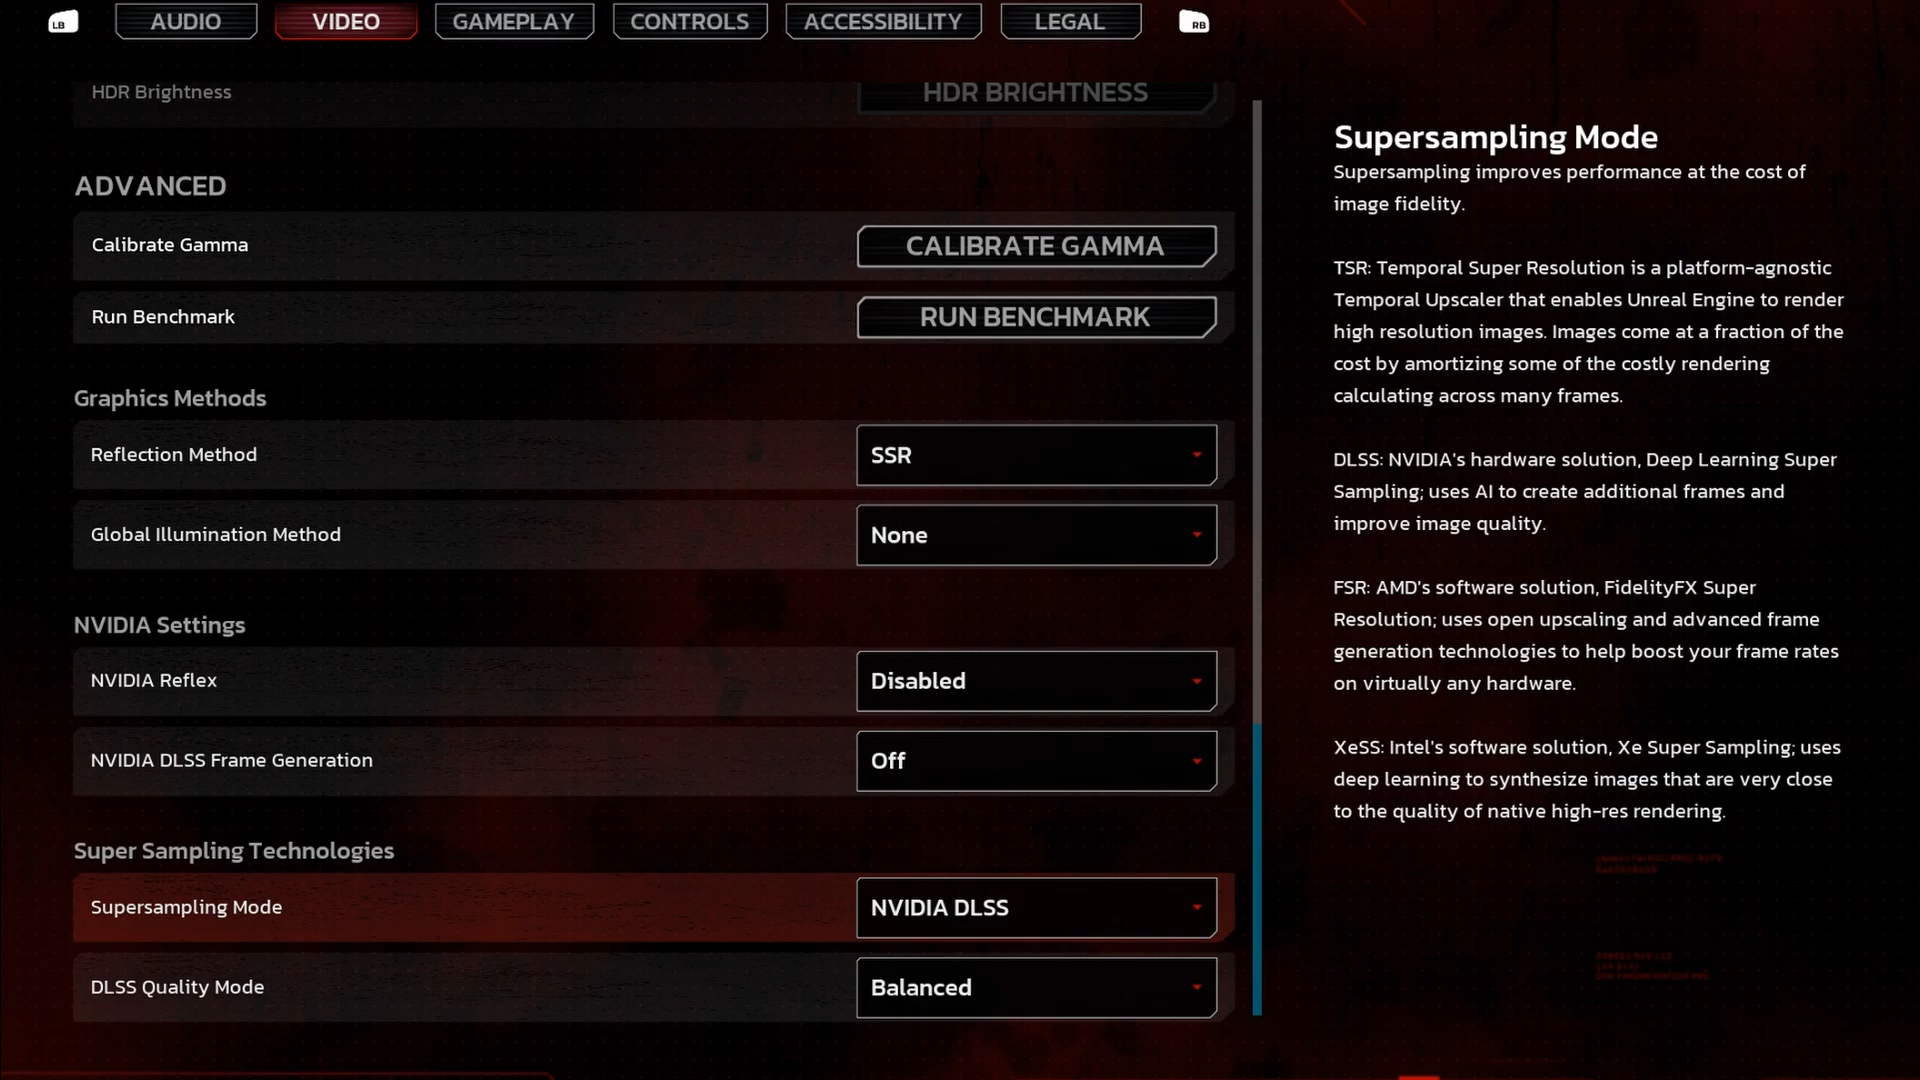 LB
AUDIO
VIDEO
GAMEPLAY
CONTROLS
ACCESSIBILITY
LEGAL
RB
HDR Brightness
HDR BRIGHTNESS
ADVANCED
Calibrate Gamma
CALIBRATE GAMMA
Run Benchmark
RUN BENCHMARK
Graphics Methods
Reflection Method
SSR
Global Illumination Method
None
NVIDIA Settings
NVIDIA Reflex
Disabled
NVIDIA DLSS Frame Generation
Off
Super Sampling Technologies
Supersampling Mode
NVIDIA DLSS
DLSS Quality Mode
Balanced
Supersampling Mode
Supersampling improves performance at the cost of
image fidelity.
TSR: Temporal Super Resolution is a platform-agnostic
Temporal Upscaler that enables Unreal Engine to render
high resolution images. Images come at a fraction of the
cost by amortizing some of the costly rendering
calculating across many frames.
DLSS: NVIDIA's hardware solution, Deep Learning Super
Sampling; uses AI to create additional frames and
improve image quality.
FSR: AMD's software solution, FidelityFX Super
Resolution; uses open upscaling and advanced frame
generation technologies to help boost your frame rates
on virtually any hardware.
XeSS: Intel's software solution, Xe Super Sampling; uses
deep learning to synthesize images that are very close
to the quality of native high-res rendering.